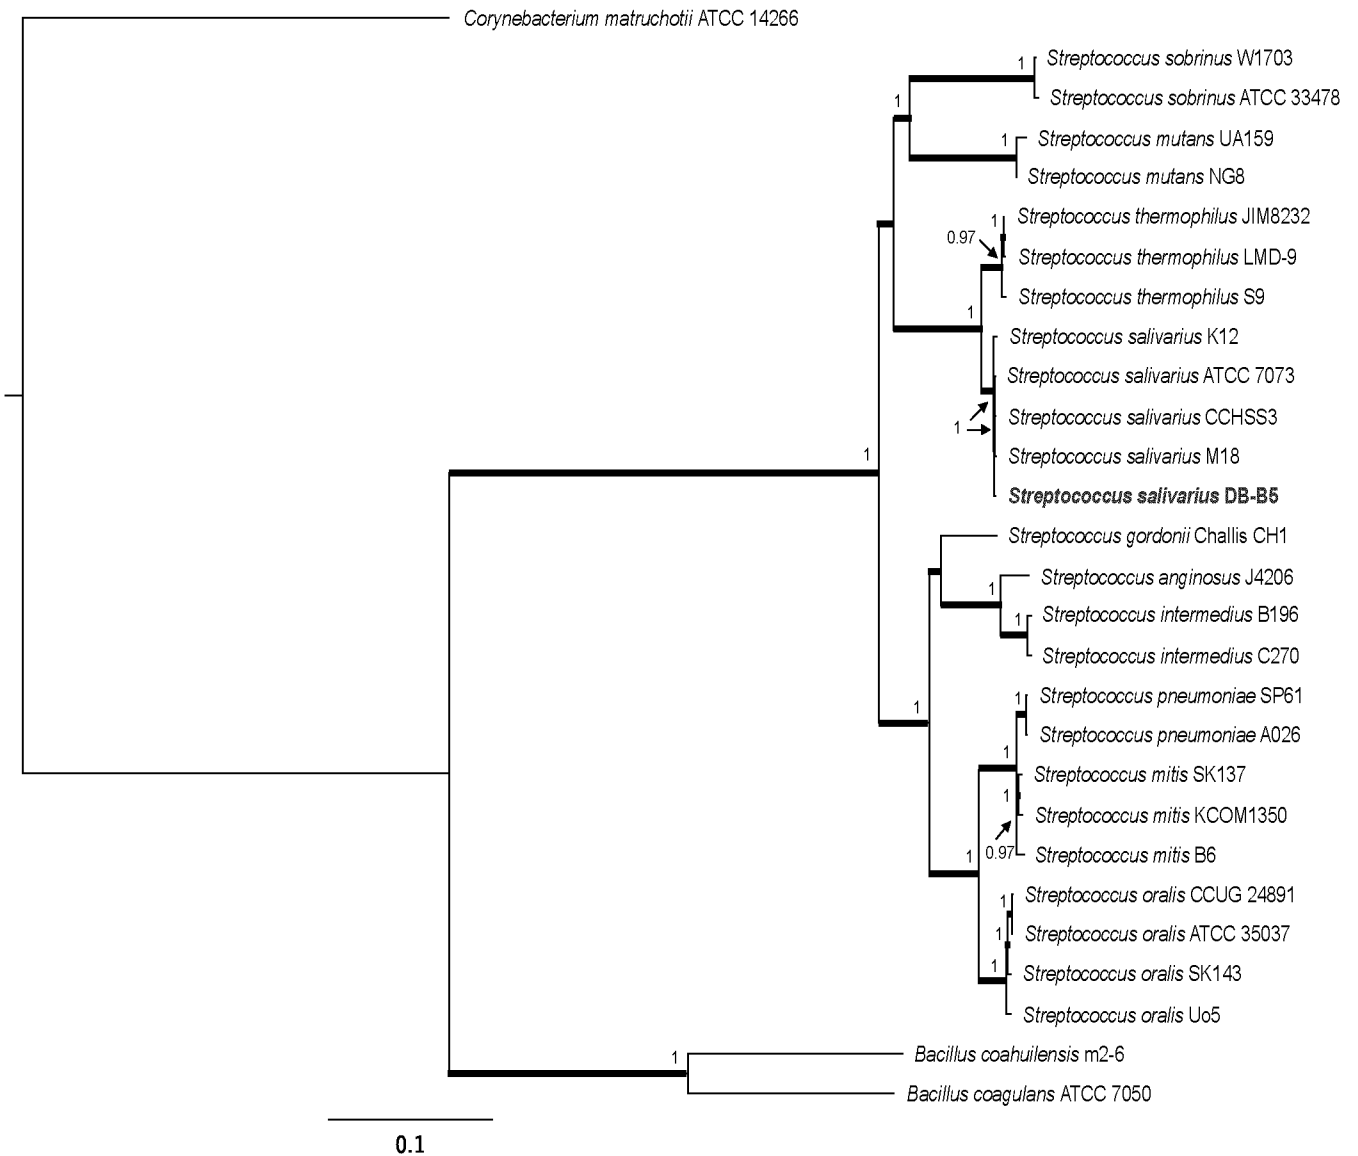 Corynebacterium matruchotii ATCC 14266
1 Streptococcus sobrinus W1703
1 Streptococcus sobrinus ATCC 33478
1 Streptococcus mutans UA159
Streptococcus mutans NG8
1 Streptococcus thermophilus JIM8232
0.97
Streptococcus thermophilus LMD-9
Streptococcus thermophilus S9
1
Streptococcus salivarius K12
Streptococcus salivarius ATCC 7073
Streptococcus salivarius CCHSS3
1
Streptococcus salivarius M18
1
Streptococcus salivarius DB-B5
Streptococcus gordonii Challis CH1
Streptococcus anginosus J4206
1
1 Streptococcus intermedius B196
Streptococcus intermedius C270
1 Streptococcus pneumoniae SP61
1
Streptococcus pneumoniae A026
1
Streptococcus mitis SK137
1
Streptococcus mitis KCOM1350
1 0.97 Streptococcus mitis B6
Streptococcus oralis CCUG 24891
1
1 Streptococcus oralis ATCC 35037
1 Streptococcus oralis SK143
Streptococcus oralis Uo5
1 Bacillus coahuilensis m2-6
Bacillus coagulans ATCC 7050
0.1